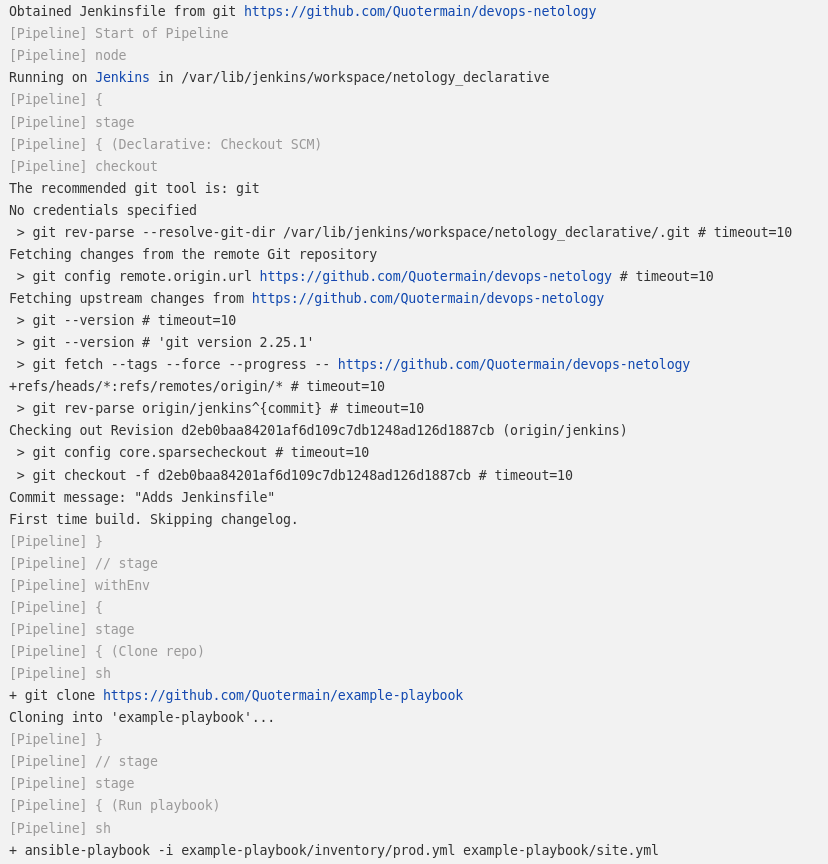 Obtained Jenkinsfile from git https://github.com/Quotermain/devops-netology
[Pipeline] Start of Pipeline
[Pipeline] node
Running on Jenkins in /var/lib/jenkins/workspace/netology_declarative
[Pipeline] {
[Pipeline] stage
[Pipeline] { (Declarative: Checkout SCM)
[Pipeline] checkout
The recommended git tool is: git
No credentials specified
 > git rev-parse --resolve-git-dir /var/lib/jenkins/workspace/netology_declarative/.git # timeout=10
Fetching changes from the remote Git repository
 > git config remote.origin.url https://github.com/Quotermain/devops-netology # timeout=10
Fetching upstream changes from https://github.com/Quotermain/devops-netology
 > git --version # timeout=10
 > git --version # 'git version 2.25.1'
 > git fetch --tags --force --progress -- https://github.com/Quotermain/devops-netology
+refs/heads/*:refs/remotes/origin/* # timeout=10
 > git rev-parse origin/jenkins^{commit} # timeout=10
Checking out Revision d2eb0baa84201af6d109c7db1248ad126d1887cb (origin/jenkins)
 > git config core.sparsecheckout # timeout=10
 > git checkout -f d2eb0baa84201af6d109c7db1248ad126d1887cb # timeout=10
Commit message: "Adds Jenkinsfile"
First time build. Skipping changelog.
[Pipeline] }
[Pipeline] // stage
[Pipeline] withEnv
[Pipeline] {
[Pipeline] stage
[Pipeline] { (Clone repo)
[Pipeline] sh
+ git clone https://github.com/Quotermain/example-playbook
Cloning into 'example-playbook'...
[Pipeline] }
[Pipeline] // stage
[Pipeline] stage
[Pipeline] { (Run playbook)
[Pipeline] sh
+ ansible-playbook -i example-playbook/inventory/prod.yml example-playbook/site.yml